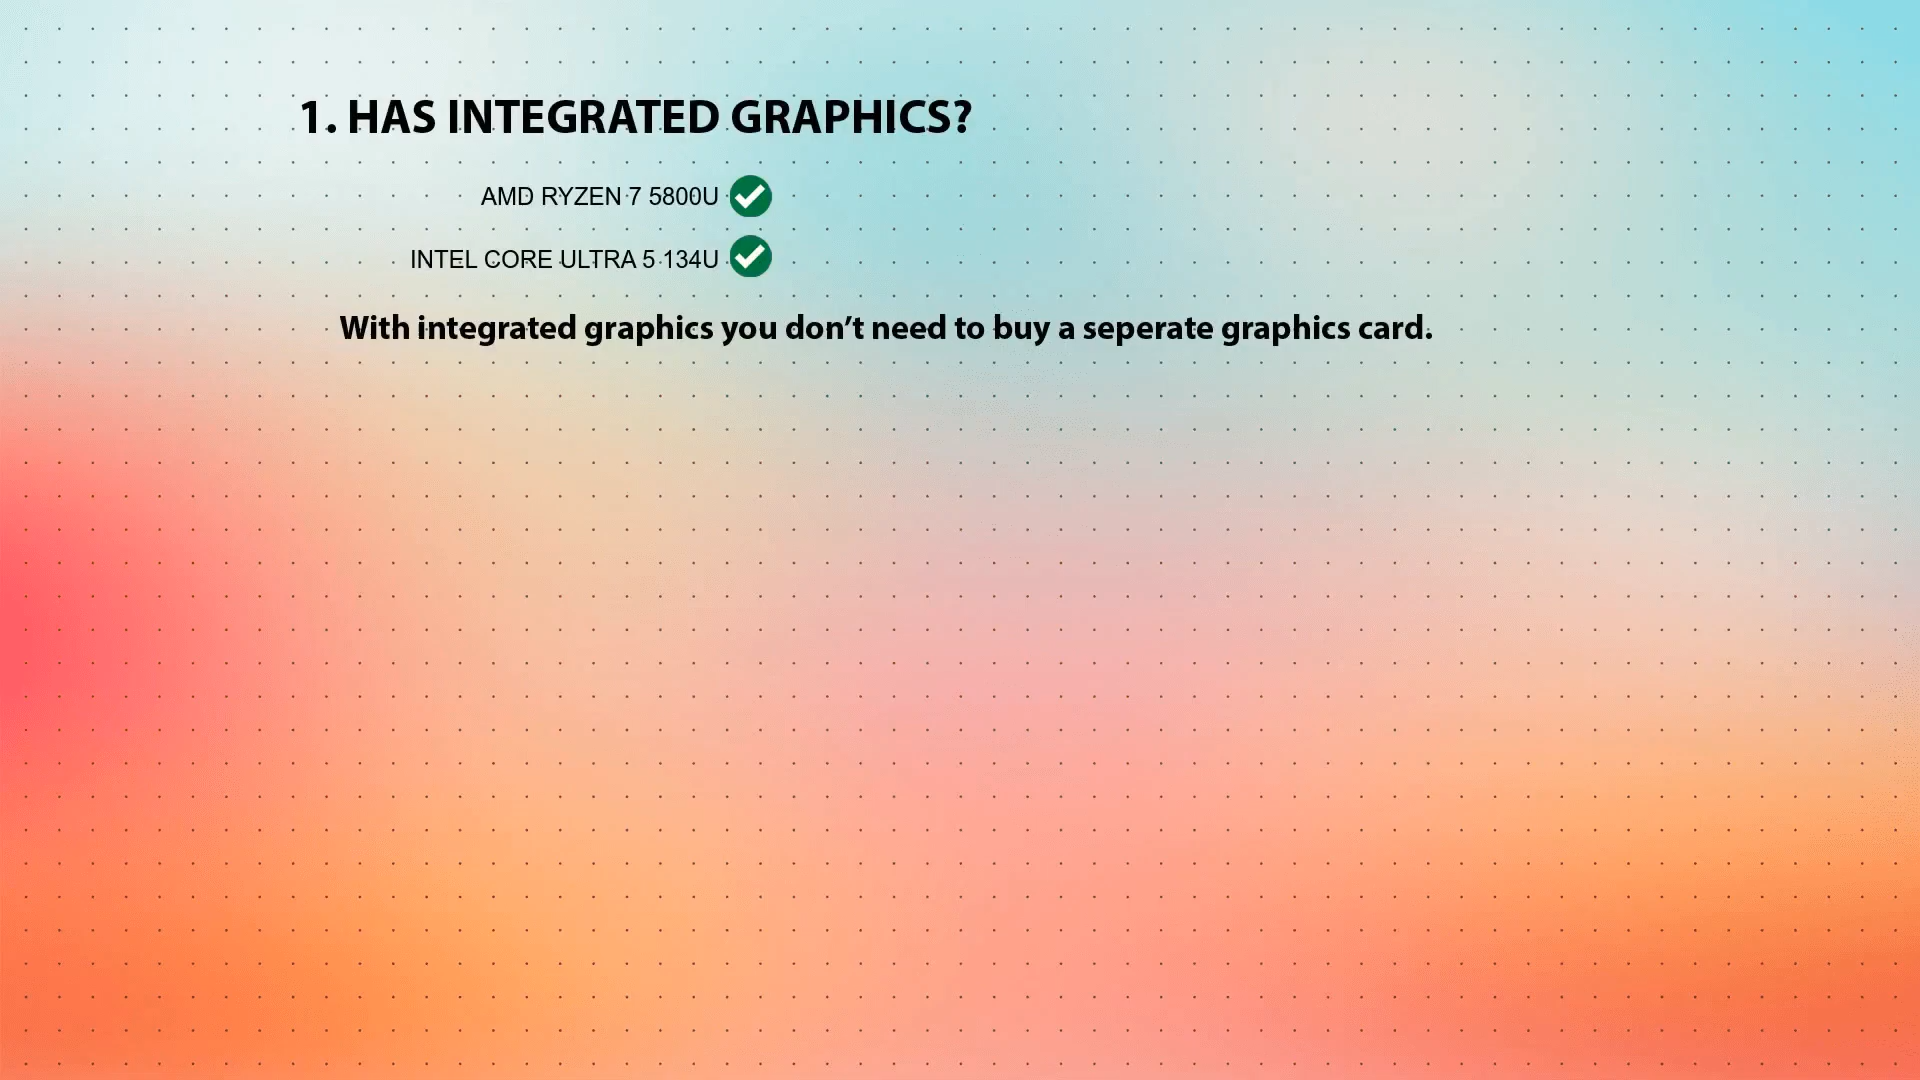 1. HAS INTEGRATED GRAPHICS?
AMD RYZEN 7 5800U
INTEL CORE ULTRA 5 134U
With integrated graphics you don’t need to buy a seperate graphics card.